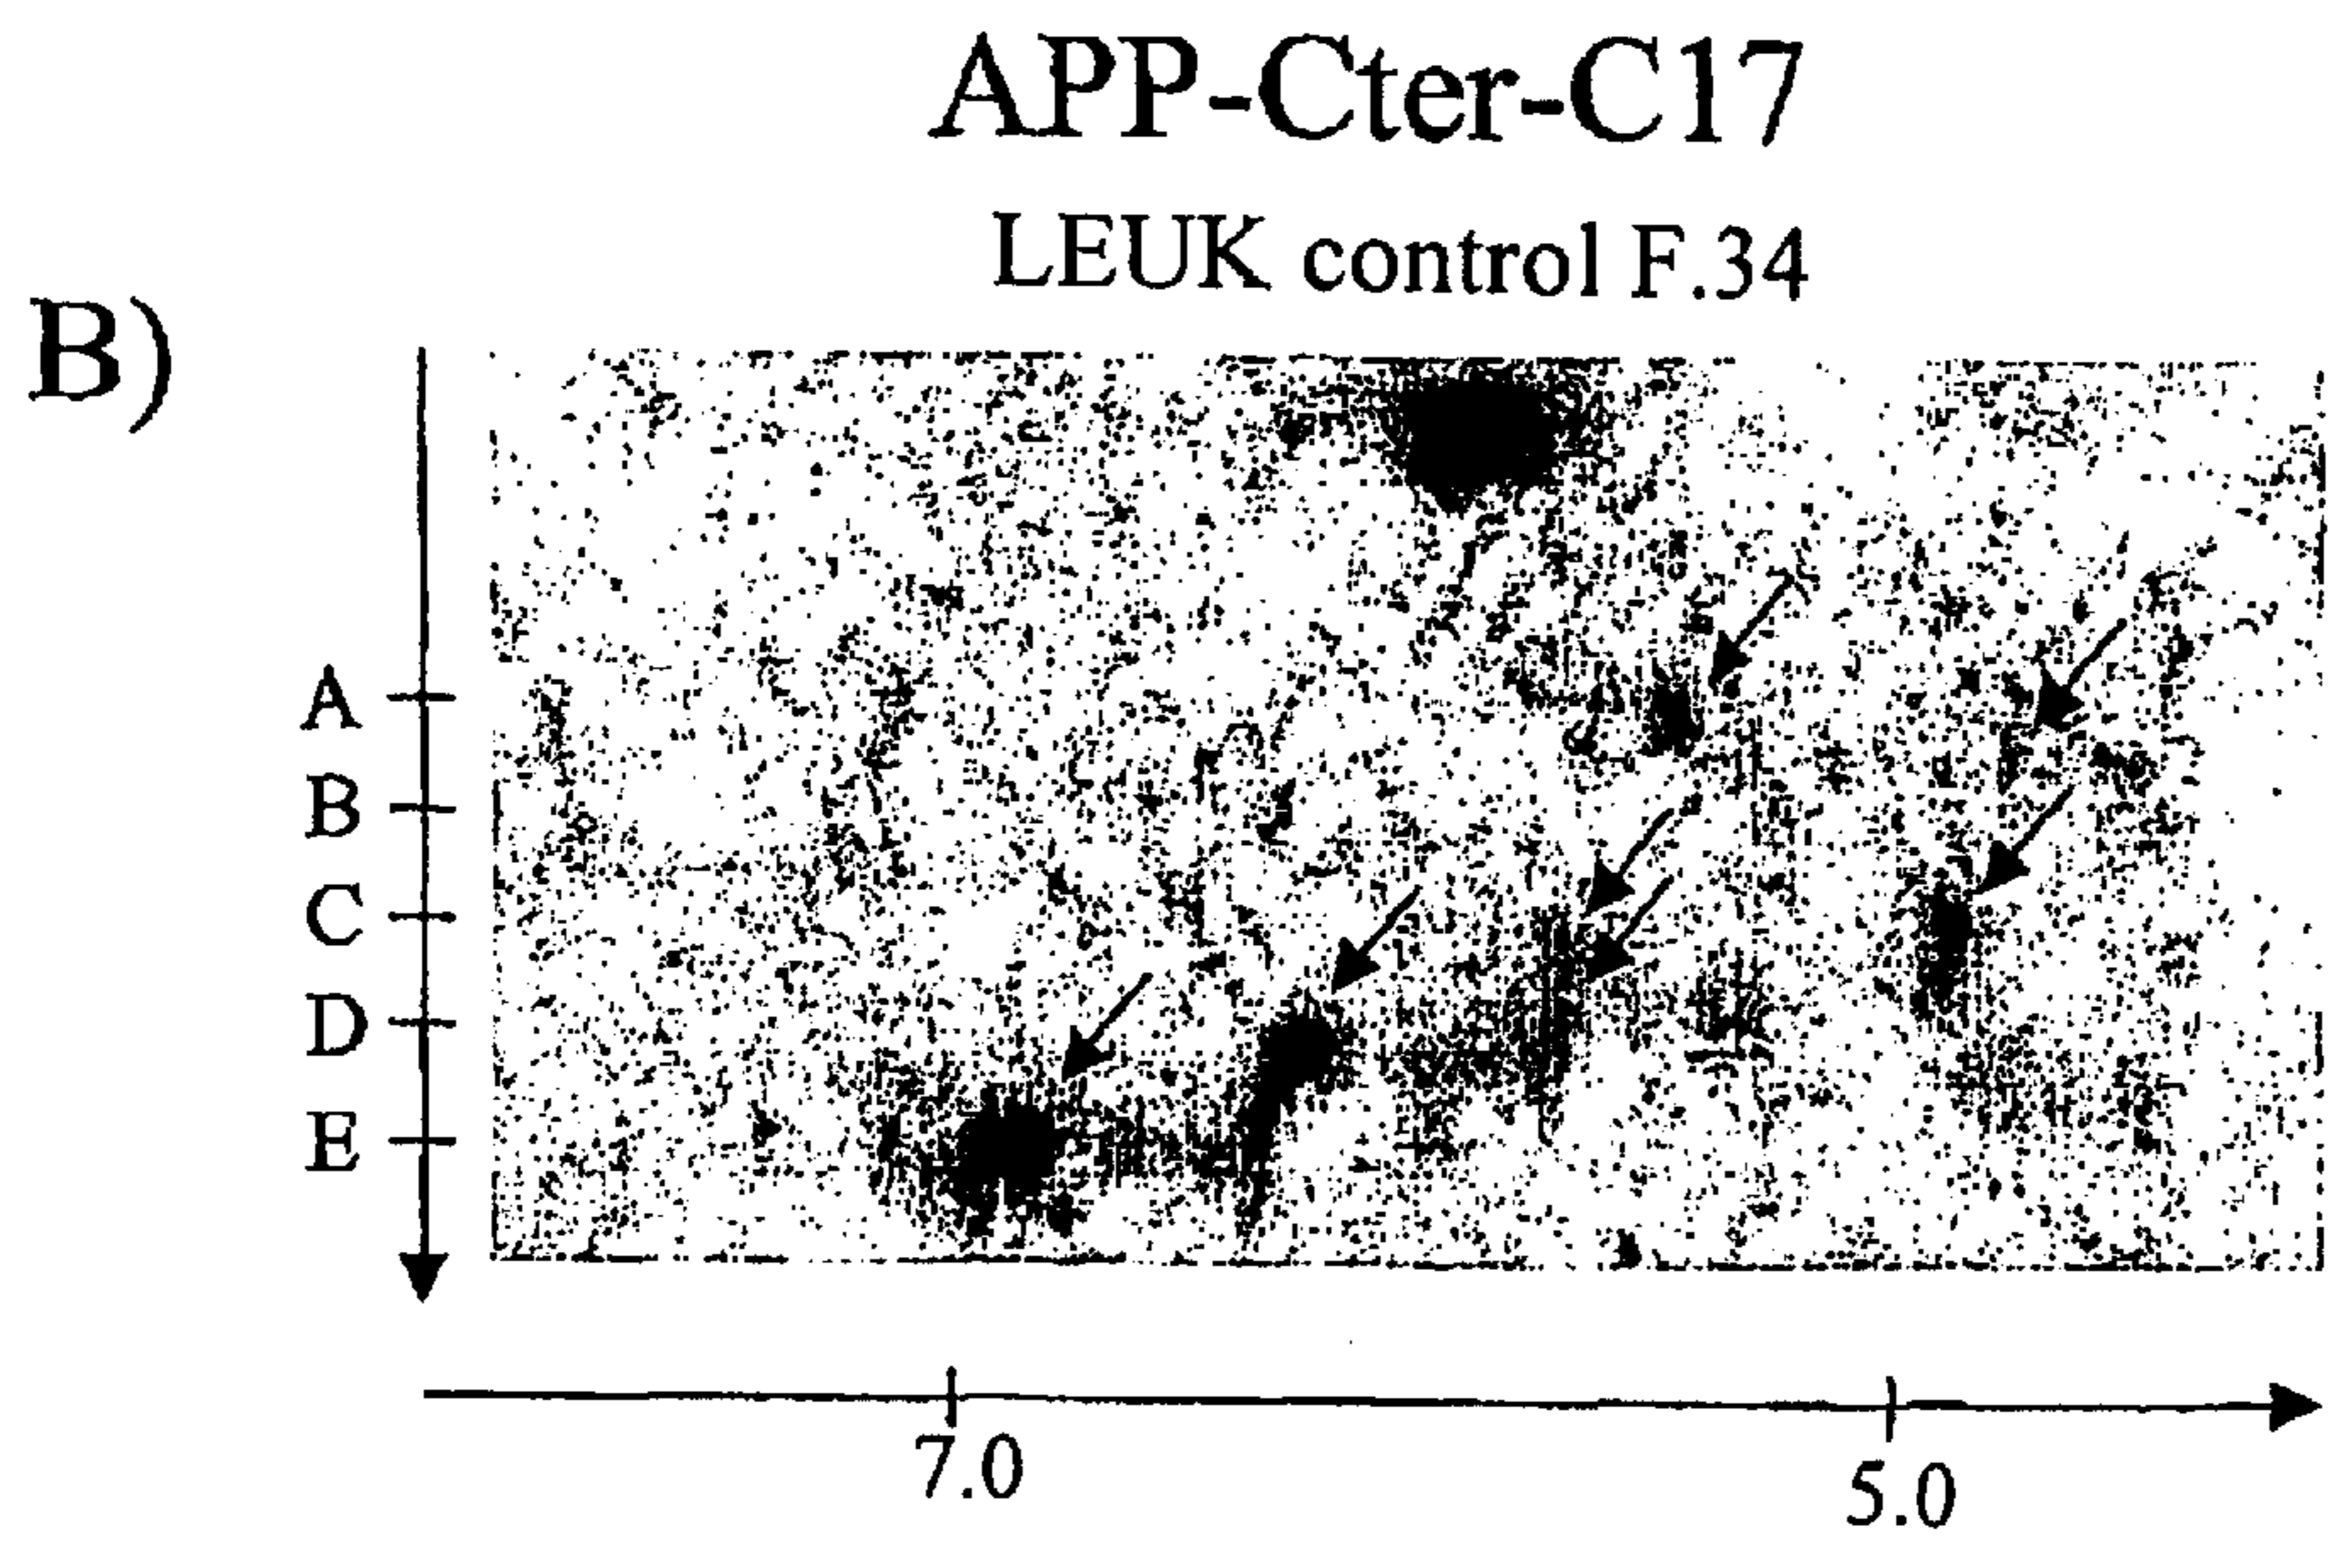 APP-Cter-C17
LEUK control F.34
B)
A
B
C
D
E
7.0
5.0